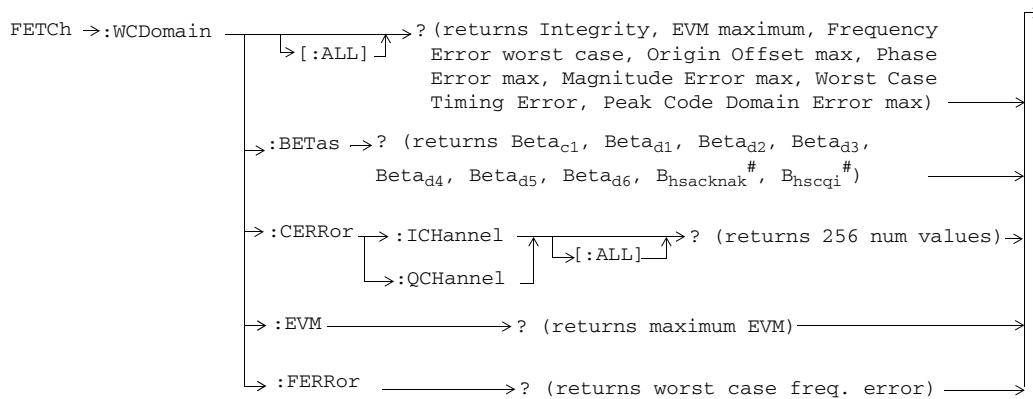 FETCh :WCDomain ? (returns Integrity, EVM maximum, Frequency
[:ALL] Error worst case, Origin Offset max, Phase
Error max, Magnitude Error max, Worst Case
Timing Error, Peak Code Domain Error max)
:BETas ? (returns Betac1, Betad1, Betad2, Betad3,
Betad4, Betad5, Betad6, Bhsacknak#, Bhscqi#)
:CERRor :ICHannel ? (returns 256 num values)
[:ALL]
:QCHannel
:EVM ? (returns maximum EVM)
:FERRor ? (returns worst case freq. error)